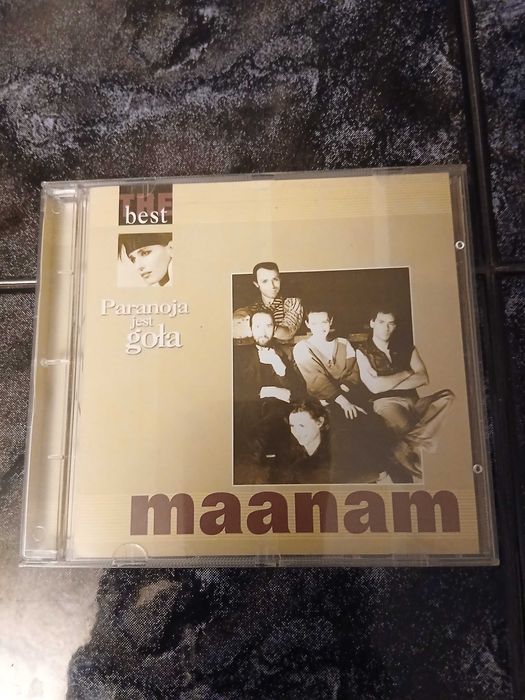 THE
best
Paranoja
jest
goła
maanam